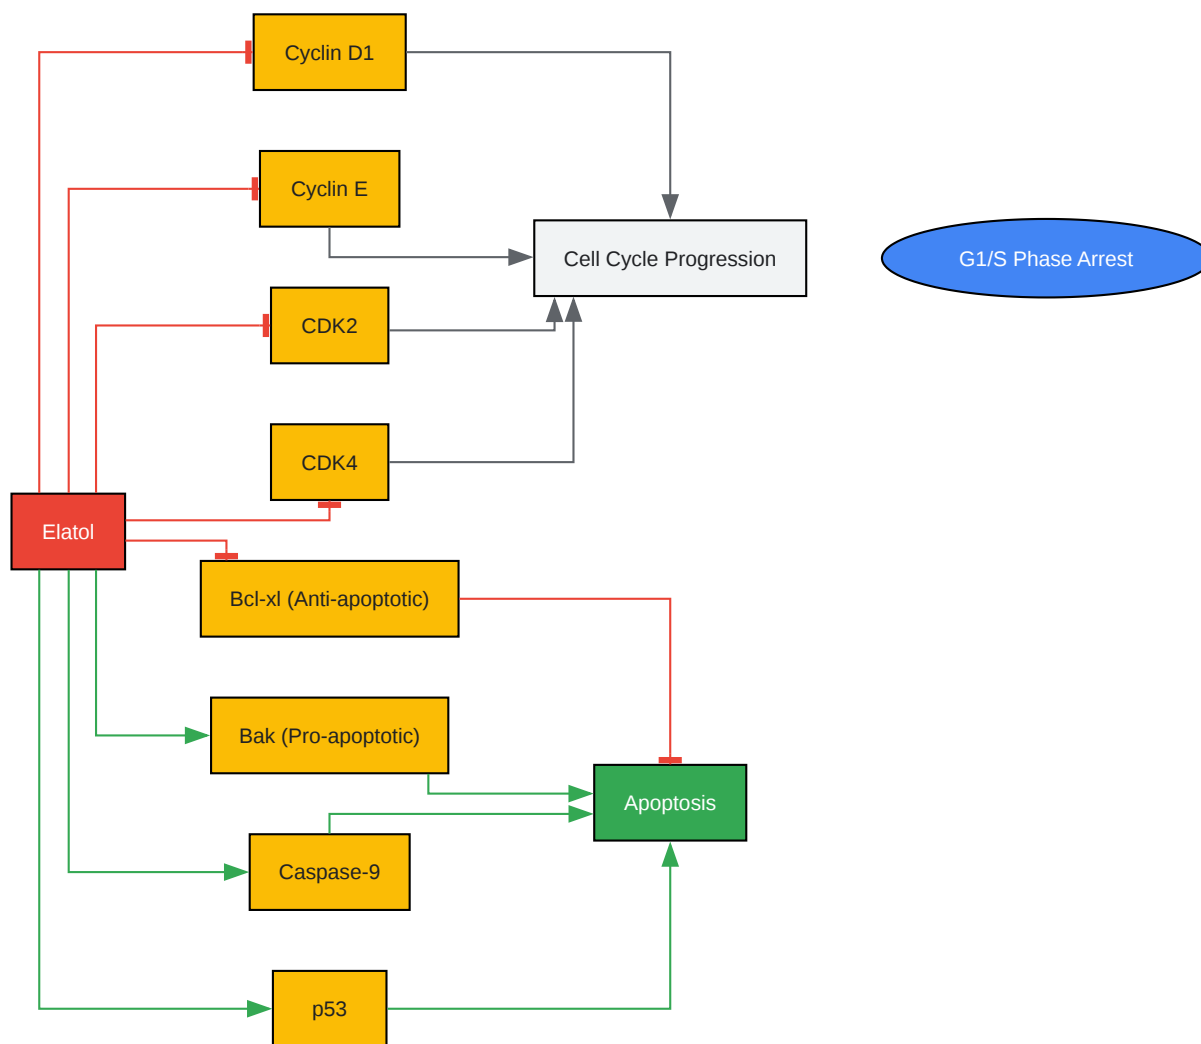 Cyclin D1
Cyclin E
Cell Cycle Progression
G1/S Phase Arrest
CDK2
CDK4
Elatol
Bcl-xl (Anti-apoptotic)
Bak (Pro-apoptotic)
Apoptosis
Caspase-9
p53